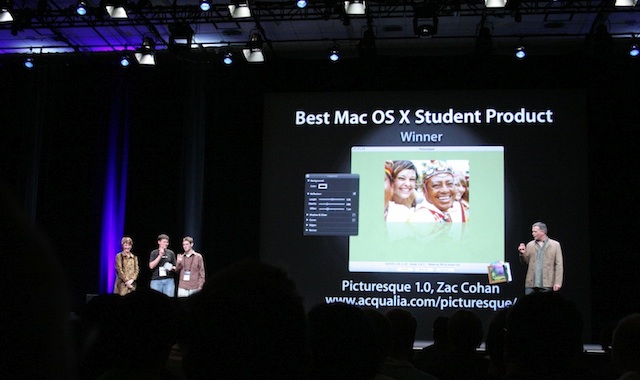 Best Mac OS X Student Product
Winner
Picturesque 1.0, Zac Cohan
www.acqualia.com/picturesque/